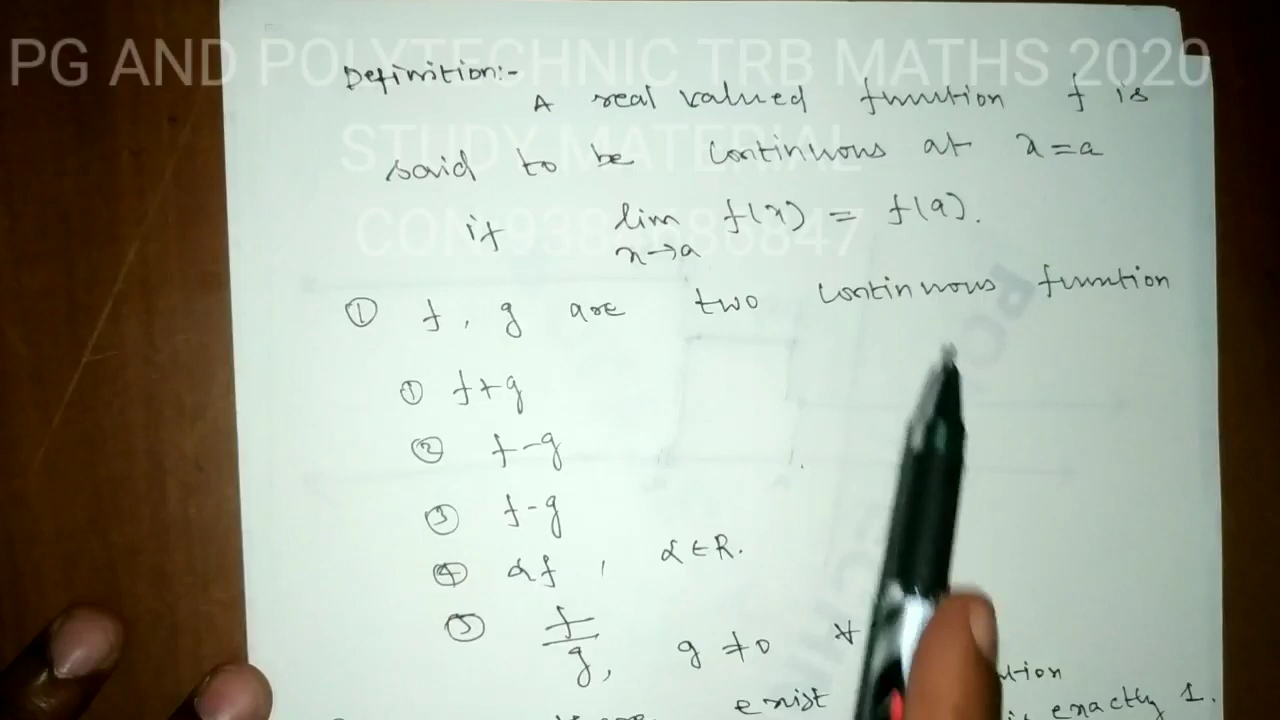 PG AND POLYTECHNIC TRB MATHS 2020
STUDY MATERIAL
Definition:-
A real valued function f is
said to be continuous at x=a
if lim f(x) = f(a).
x→a
① f, g are two continuous function
① f+g
② f-g
③ f-g
④ αf, α∈R.
⑤ f/g, g≠0 ∀
exist
exactly 1.